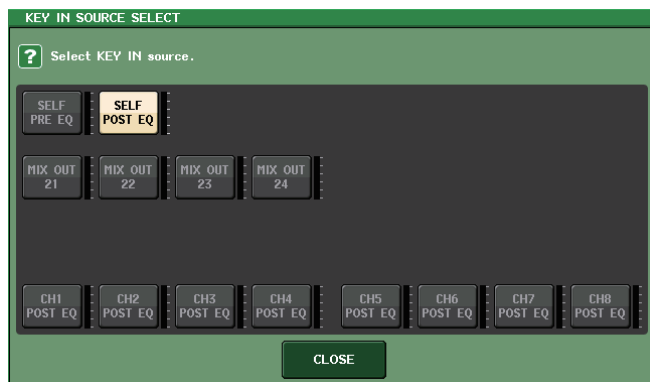 KEY IN SOURCE SELECT
? Select KEY IN source.
SELF PRE EQ
SELF POST EQ
MIX OUT 21
MIX OUT 22
MIX OUT 23
MIX OUT 24
CH1 POST EQ
CH2 POST EQ
CH3 POST EQ
CH4 POST EQ
CH5 POST EQ
CH6 POST EQ
CH7 POST EQ
CH8 POST EQ
CLOSE